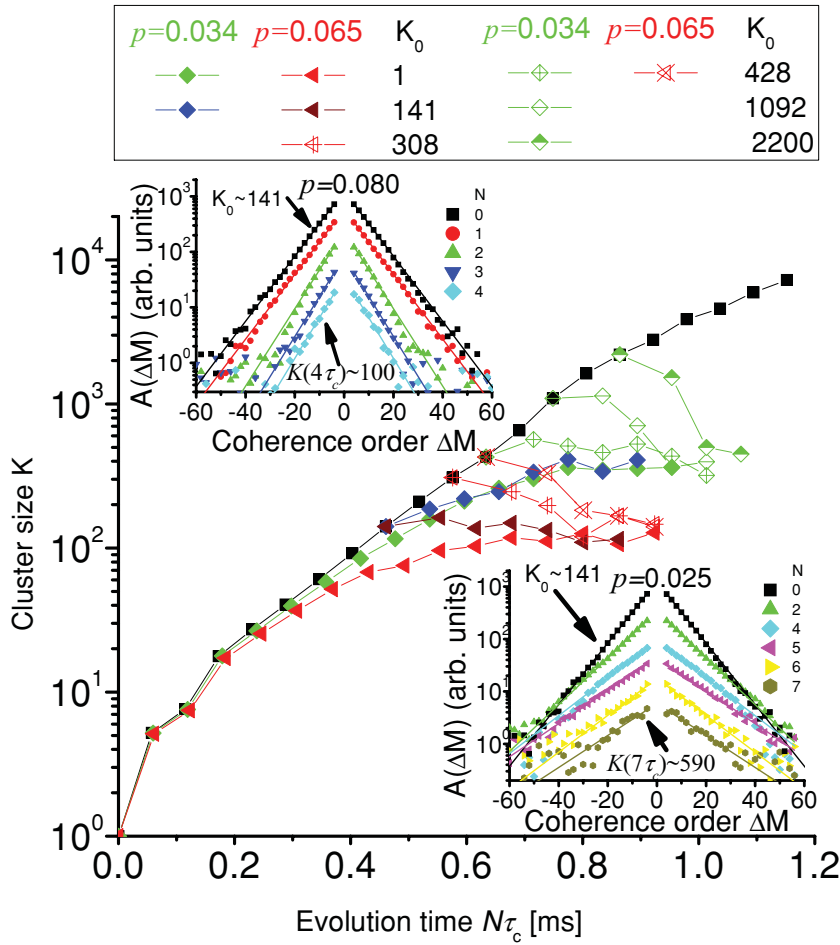 p=0.034 p=0.065 K₀ p=0.034 p=0.065 K₀
1 428
141 1092
308 2200
K₀~141 p=0.080
N
0
1
2
3
4
K(4τc)~100
10³
10²
10¹
10⁰
A(ΔM) (arb. units)
-60 -40 -20 0 20 40 60
Coherence order ΔM
K₀~141 p=0.025
N
0
2
4
5
6
7
K(7τc)~590
10³
10²
10¹
10⁰
A(ΔM) (arb. units)
-60 -40 -20 0 20 40 60
Coherence order ΔM
10⁴
10³
10²
10¹
10⁰
Cluster size K
0.0 0.2 0.4 0.6 0.8 1.0 1.2
Evolution time Nτc [ms]